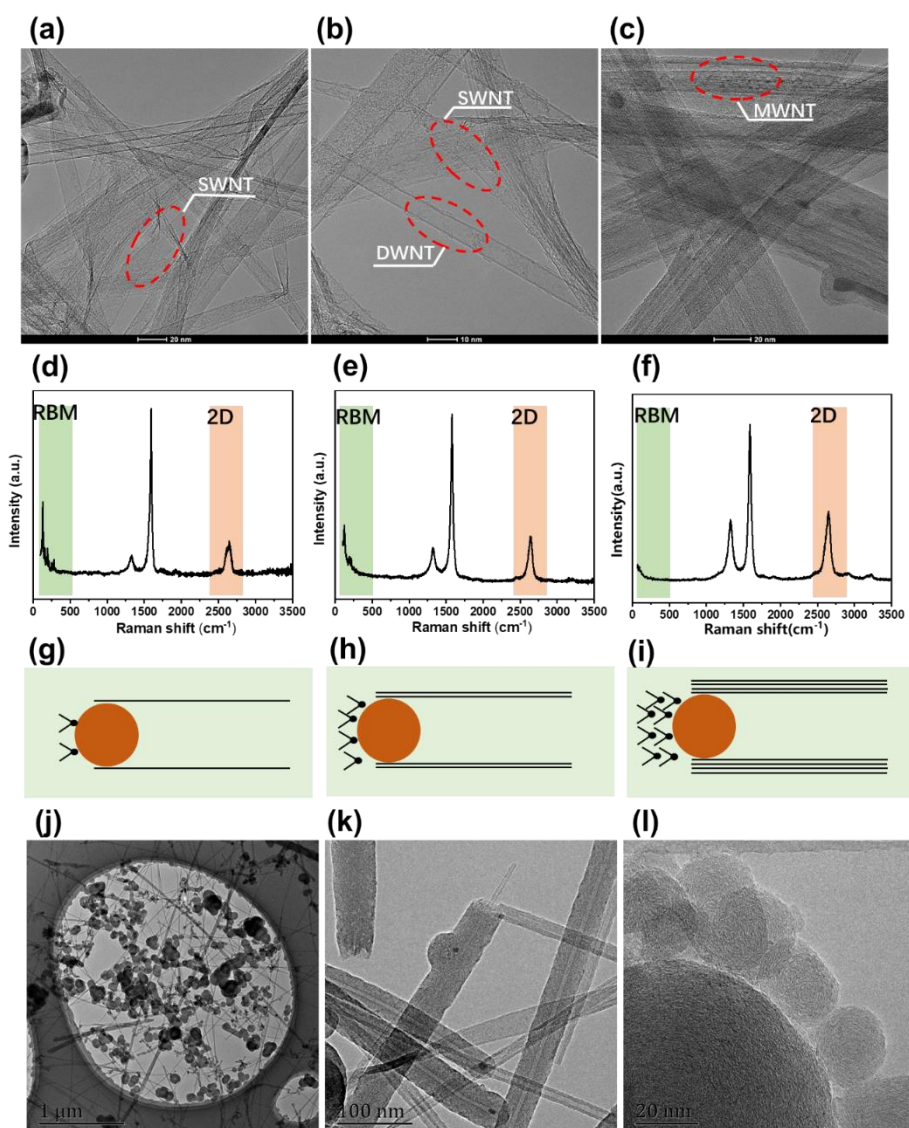 (a)
(b)
(c)
SWNT
SWNT
DWNT
MWNT
20 nm
10 nm
20 nm
(d)
(e)
(f)
RBM
2D
RBM
2D
RBM
2D
Intensity (a.u.)
Intensity (a.u.)
Intensity(a.u.)
0 500 1000 1500 2000 2500 3000 3500
0 500 1000 1500 2000 2500 3000 3500
0 500 1000 1500 2000 2500 3000 3500
Raman shift (cm⁻¹)
Raman shift (cm⁻¹)
Raman shift(cm⁻¹)
(g)
(h)
(i)
(j)
(k)
(l)
1 μm
100 nm
20 nm